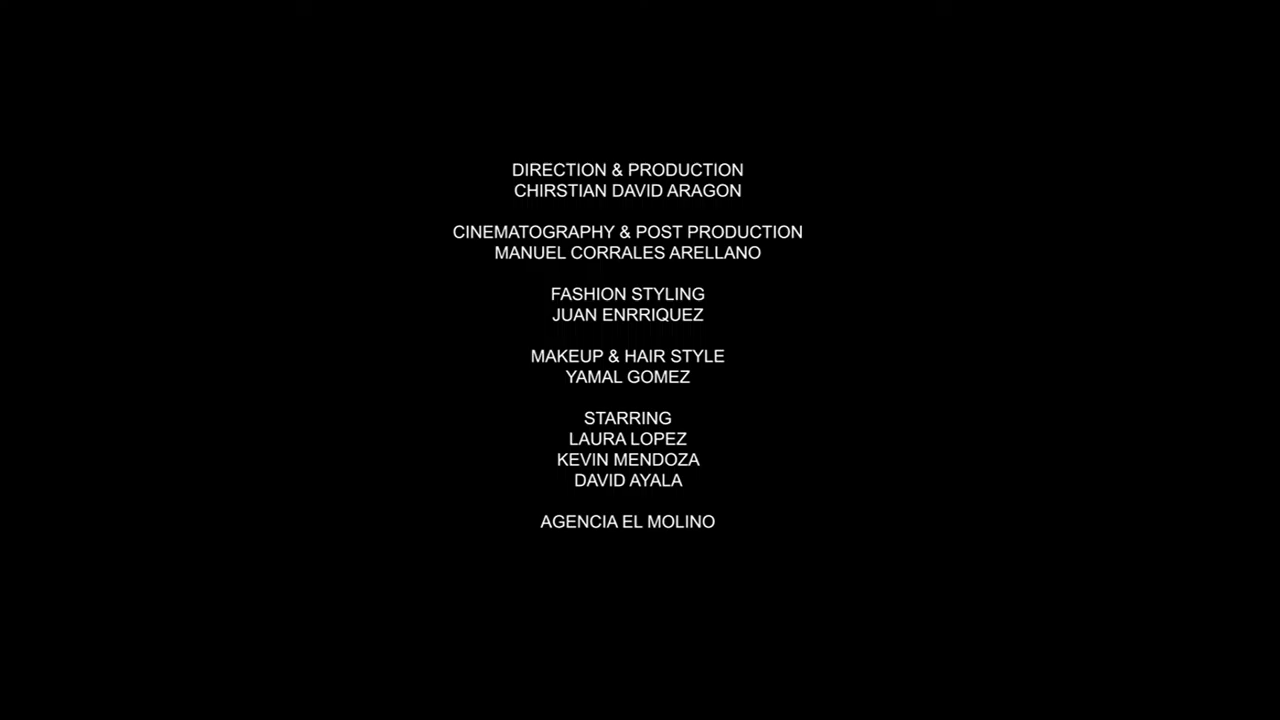 DIRECTION & PRODUCTION
CHIRSTIAN DAVID ARAGON
CINEMATOGRAPHY & POST PRODUCTION
MANUEL CORRALES ARELLANO
FASHION STYLING
JUAN ENRRIQUEZ
MAKEUP & HAIR STYLE
YAMAL GOMEZ
STARRING
LAURA LOPEZ
KEVIN MENDOZA
DAVID AYALA
AGENCIA EL MOLINO